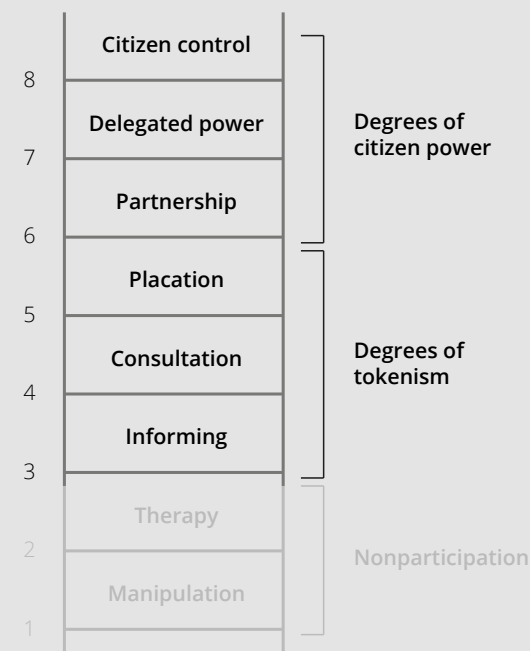 Citizen control
8
Delegated power
7
Degrees of
citizen power
Partnership
6
Placation
5
Consultation
4
Degrees of
tokenism
Informing
3
Therapy
2
Nonparticipation
Manipulation
1